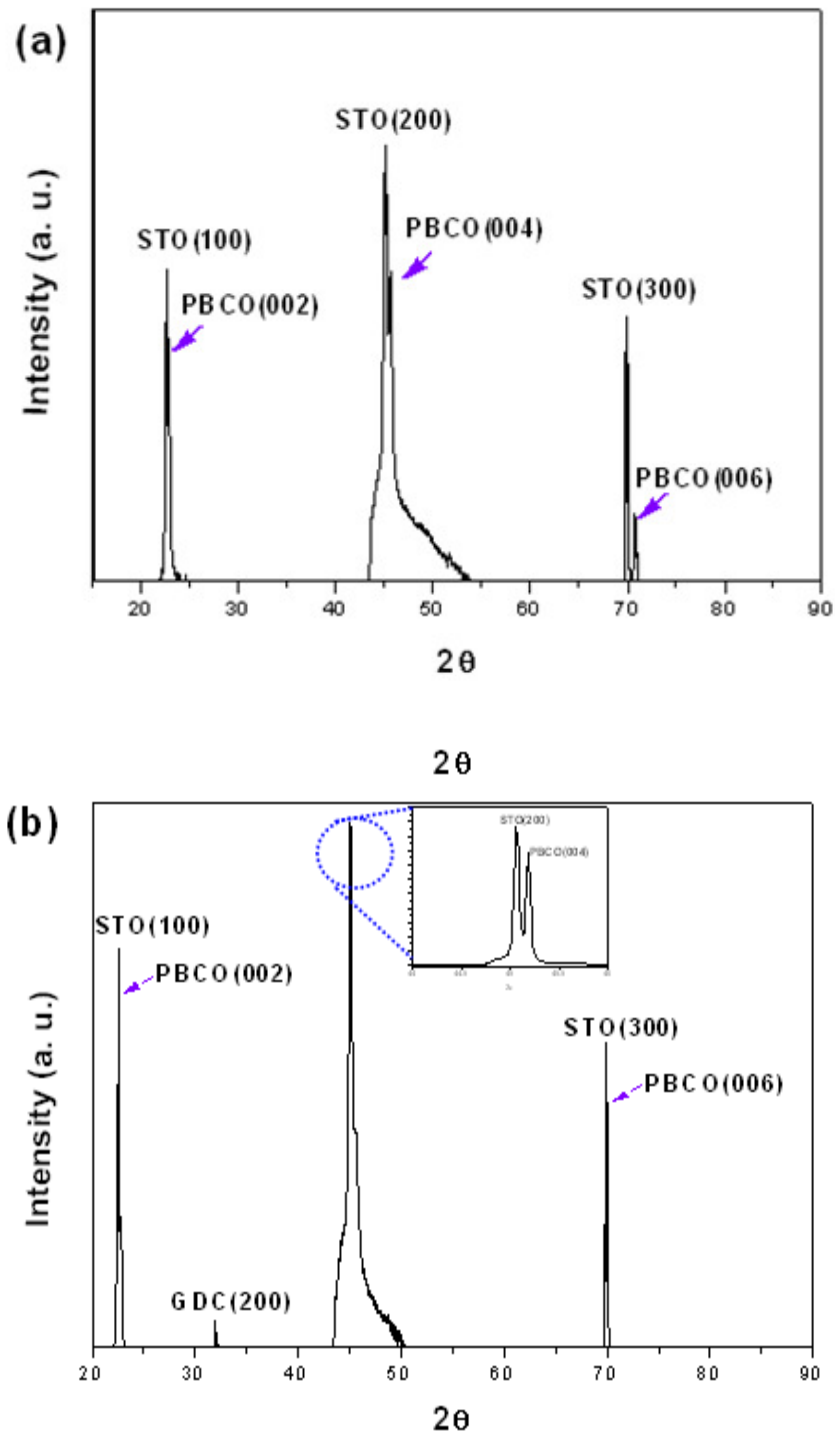 (a)
STO(200)
PBCO(004)
STO(100)
PBCO(002)
STO(300)
PBCO(006)
Intensity (a. u.)
20 30 40 50 60 70 80 90
2θ
2θ
(b)
STO(200)
PBCO(004)
STO(100)
PBCO(002)
STO(300)
PBCO(006)
GDC(200)
Intensity (a. u.)
20 30 40 50 60 70 80 90
2θ